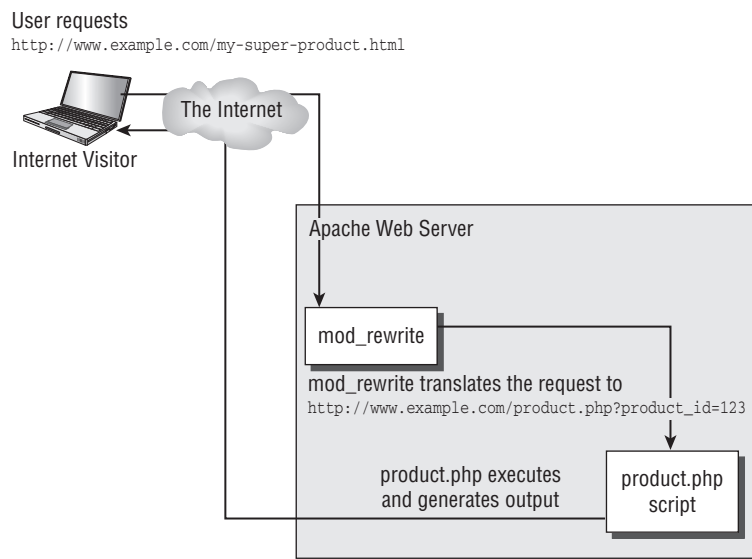 User requests
http://www.example.com/my-super-product.html
The Internet
Internet Visitor
Apache Web Server
mod_rewrite
mod_rewrite translates the request to
http://www.example.com/product.php?product_id=123
product.php executes
and generates output
product.php
script